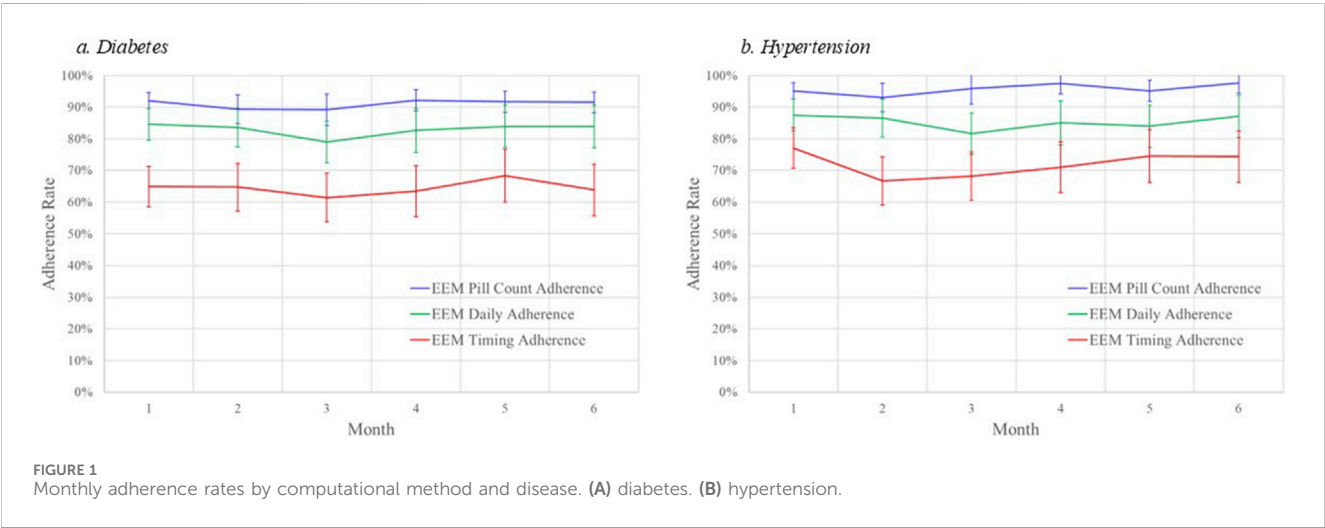 a. Diabetes
100%
90%
80%
70%
60%
50%
40%
30%
20%
10%
0%
Adherence Rate
EEM Pill Count Adherence
EEM Daily Adherence
EEM Timing Adherence
1 2 3 4 5 6
Month
b. Hypertension
100%
90%
80%
70%
60%
50%
40%
30%
20%
10%
0%
Adherence Rate
EEM Pill Count Adherence
EEM Daily Adherence
EEM Timing Adherence
1 2 3 4 5 6
Month
FIGURE 1
Monthly adherence rates by computational method and disease. (A) diabetes. (B) hypertension.